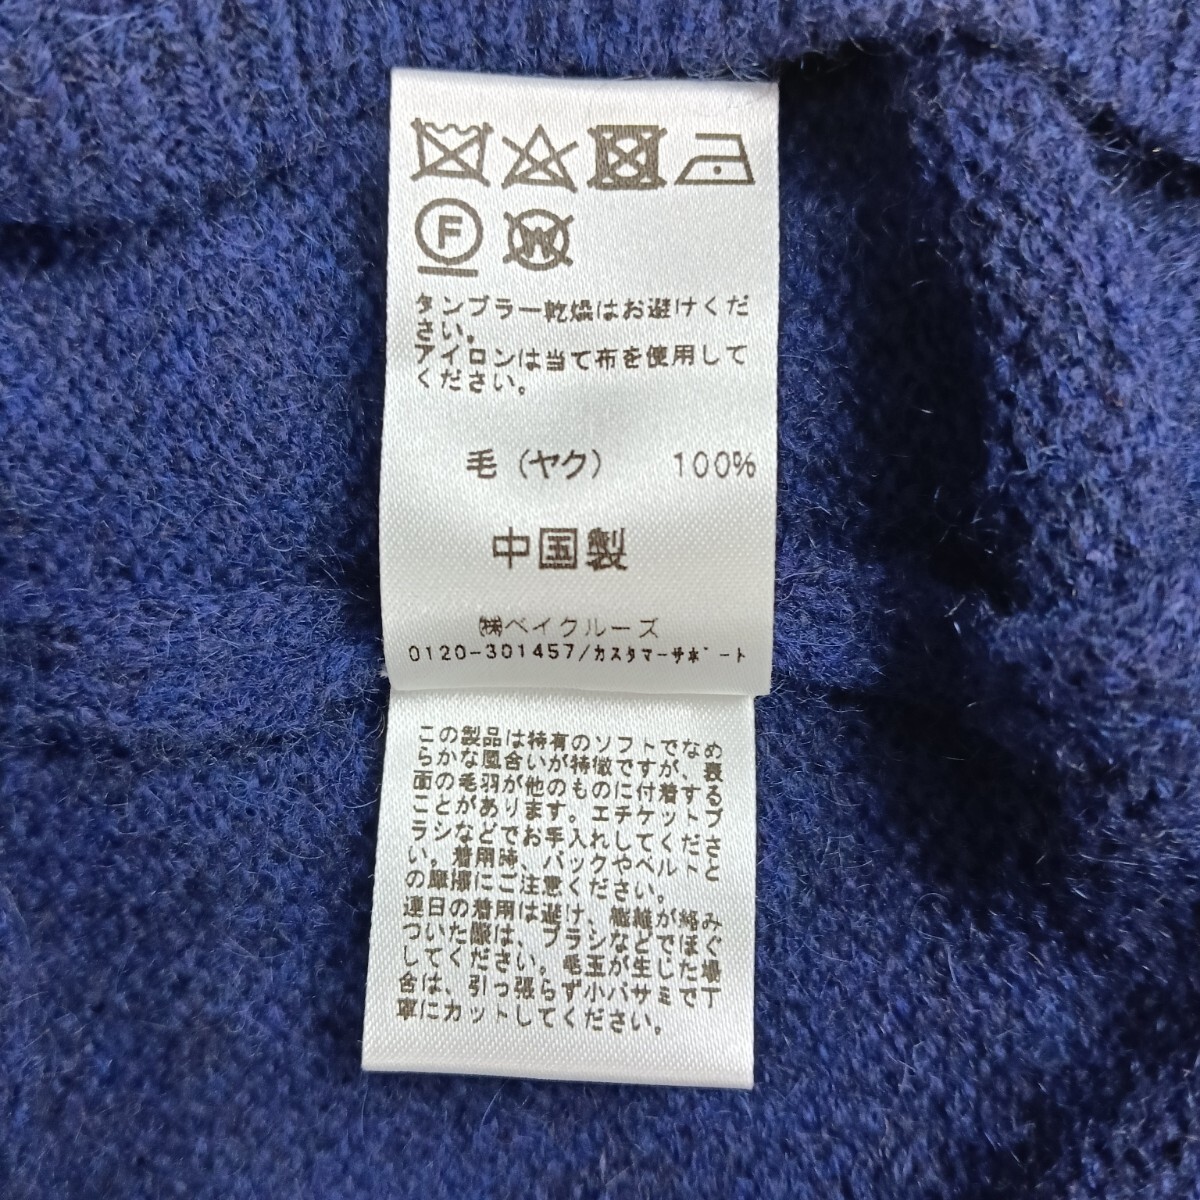 F
W
タンブラー乾燥はお避けくだ
さい。
アイロンは当て布を使用して
ください。
毛（ヤク） 100%
中国製
㈱ベイクルーズ
0120-301457/カスタマーサポート
この製品は特有のソフトでなめ
らかな風合いが特徴ですが、表
面の毛羽が他のものに付着する
ことがあります。エチケットブ
ラシなどでお手入れしてくださ
い。着用時、バックやベルトと
の摩擦にご注意ください。
連日の着用は避け、繊維が絡み
ついた際は、ブラシなどでほぐ
してください。毛玉が生じた場
合は、引っ張らず小バサミで丁
寧にカットしてください。